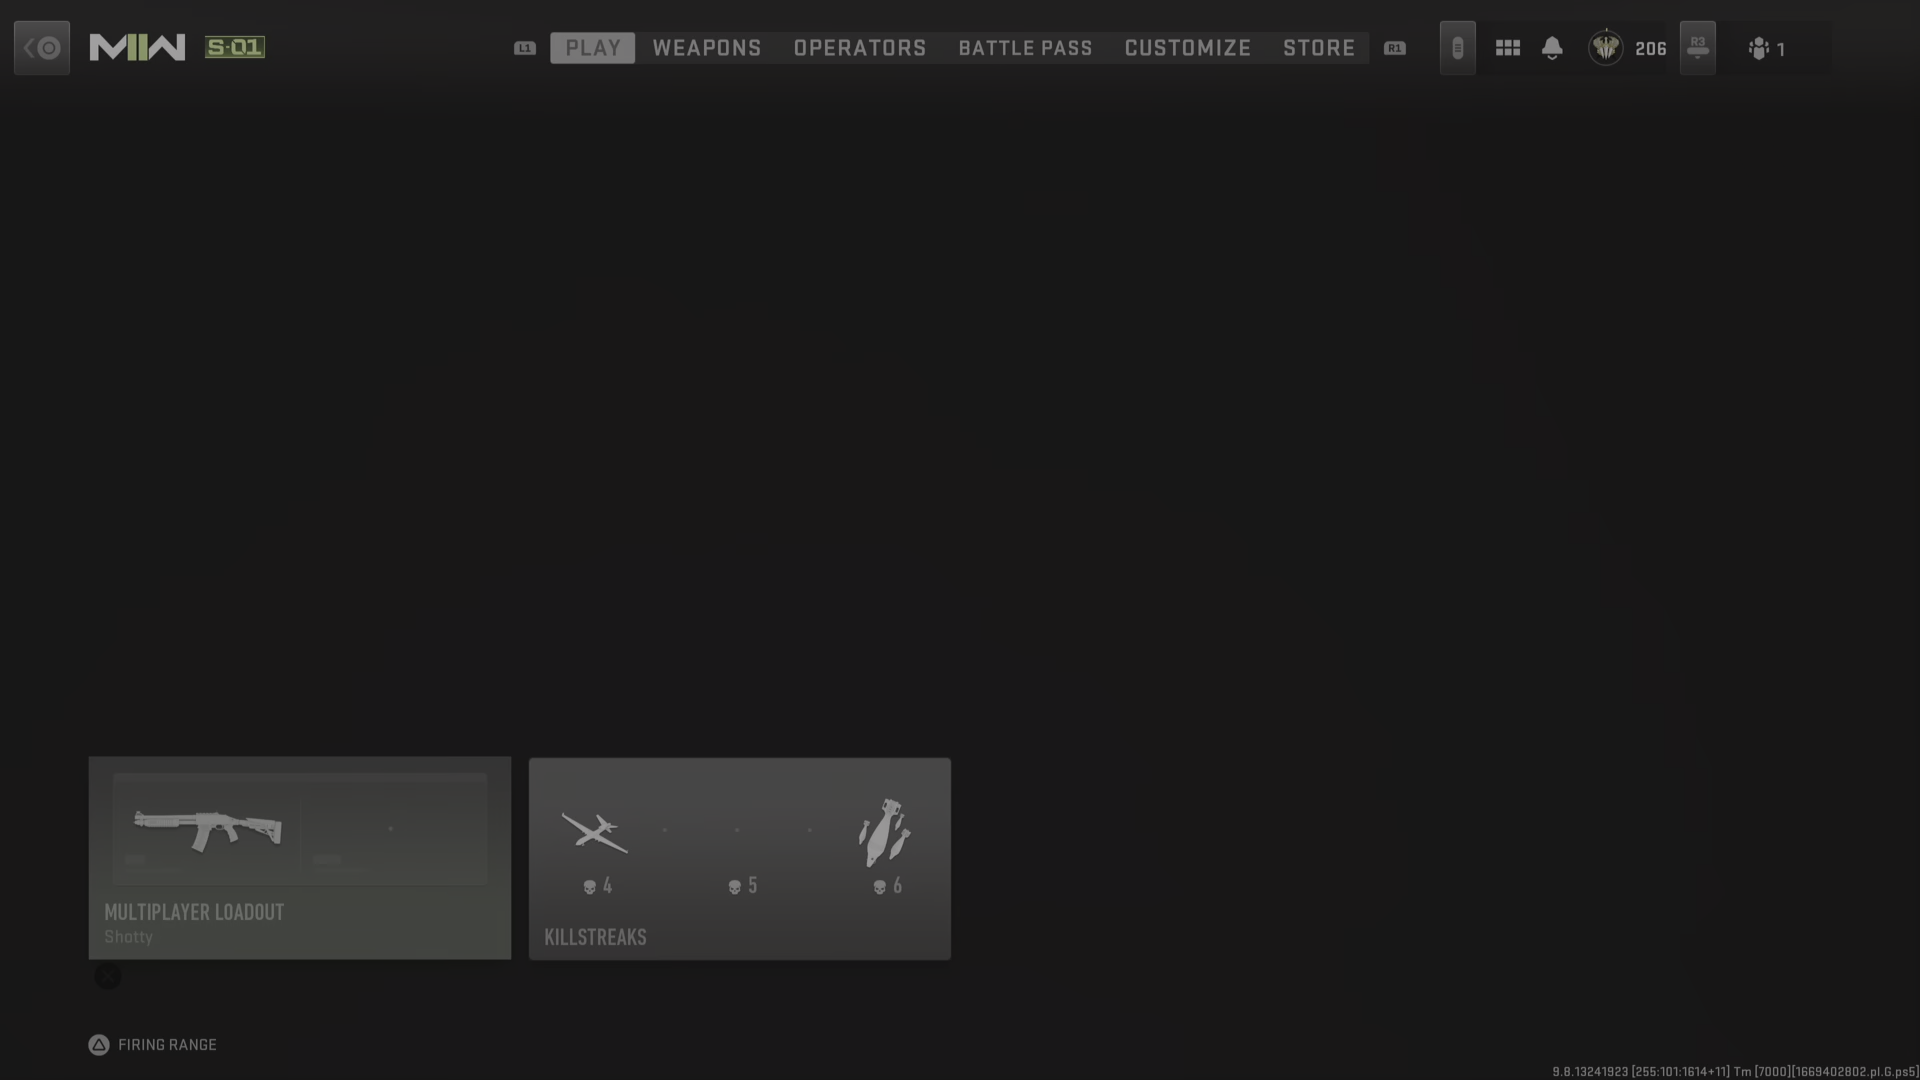 MIIW S-01
L1 PLAY WEAPONS OPERATORS BATTLE PASS CUSTOMIZE STORE R1 206 R3 1
4 5 6
MULTIPLAYER LOADOUT
Shotty
KILLSTREAKS
FIRING RANGE
9.8.13241923 [255:101:1614+11] Tm [7000][1669402802.pl.G.ps5]